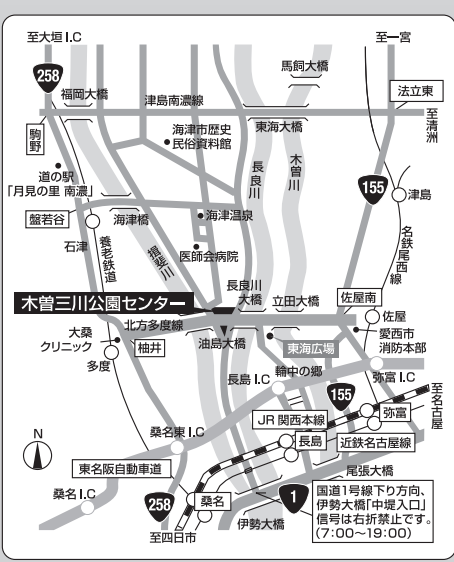 至大垣 I.C
至一宮
258
福岡大橋
馬飼大橋
津島南濃線
法立東
至清洲
駒野
海津市歴史
民俗資料館
東海大橋
長良川
木曽川
道の駅
「月見の里 南濃」
155
津島
盤若谷
海津橋
海津温泉
石津
養老鉄道
揖斐川
医師会病院
名鉄尾西線
長良川
大橋
立田大橋
佐屋南
木曽三川公園センター
佐屋
北方多度線
大桑
クリニック
柚井
油島大橋
東海広場
愛西市
消防本部
多度
輪中の郷
長島 I.C
弥富 I.C
至名古屋
155
JR 関西本線
弥富
桑名東 I.C
長島
近鉄名古屋線
N
東名阪自動車道
尾張大橋
桑名 I.C
258
桑名
1
国道1号線下り方向、
伊勢大橋「中堤入口」
信号は右折禁止です。
(7:00～19:00)
伊勢大橋
至四日市